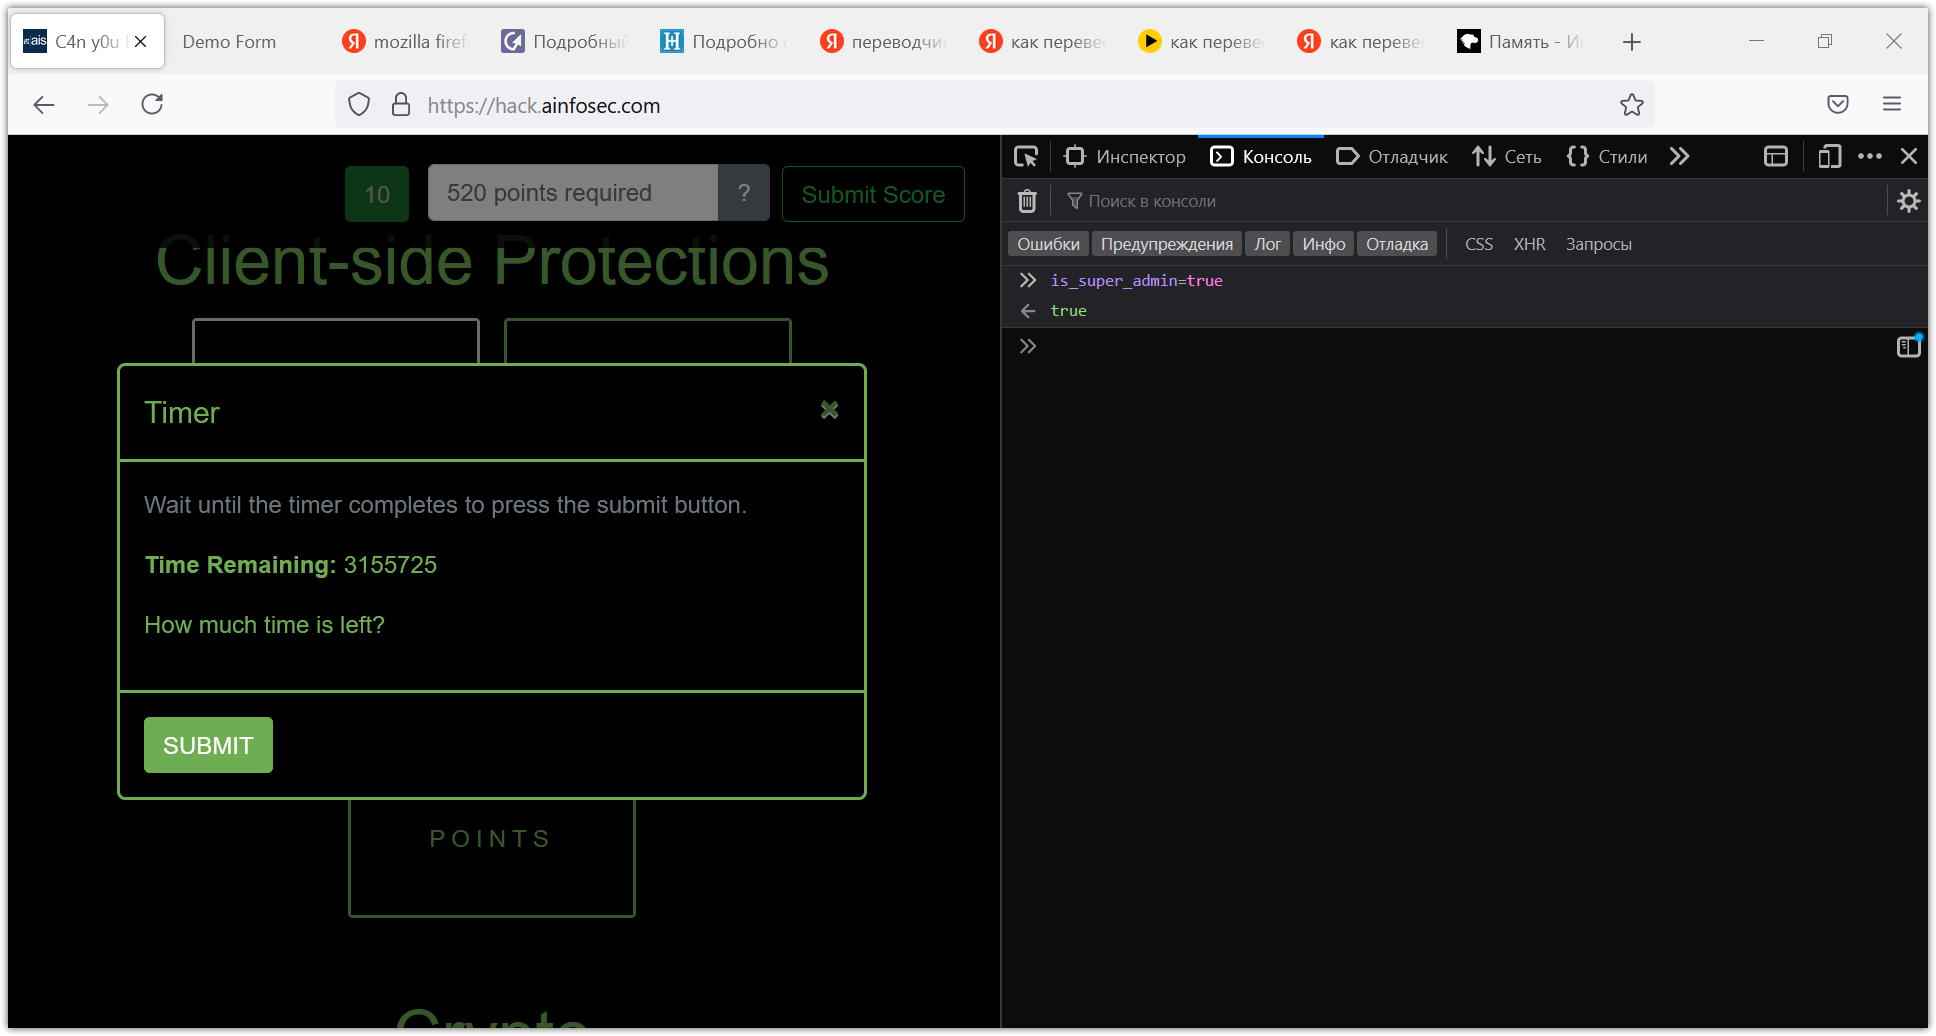 C4n y0u
Demo Form
mozilla firef
Подробный
Подробно
переводчи
как переве
как переве
как переве
Память - И
https://hack.ainfosec.com
10
520 points required
?
Submit Score
Client-side Protections
Timer
Wait until the timer completes to press the submit button.
Time Remaining: 3155725
How much time is left?
SUBMIT
POINTS
Crypto
Инспектор
Консоль
Отладчик
Сеть
Стили
Поиск в консоли
Ошибки
Предупреждения
Лог
Инфо
Отладка
CSS
XHR
Запросы
is_super_admin=true
true